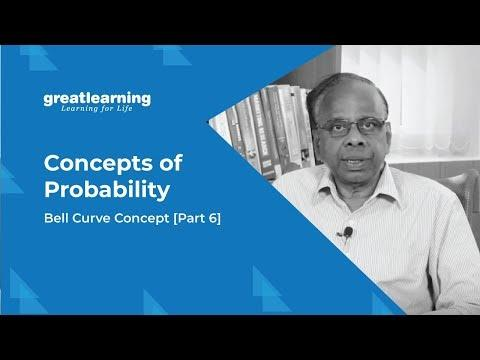 greatlearning
Learning for Life
Concepts of
Probability
Bell Curve Concept [Part 6]